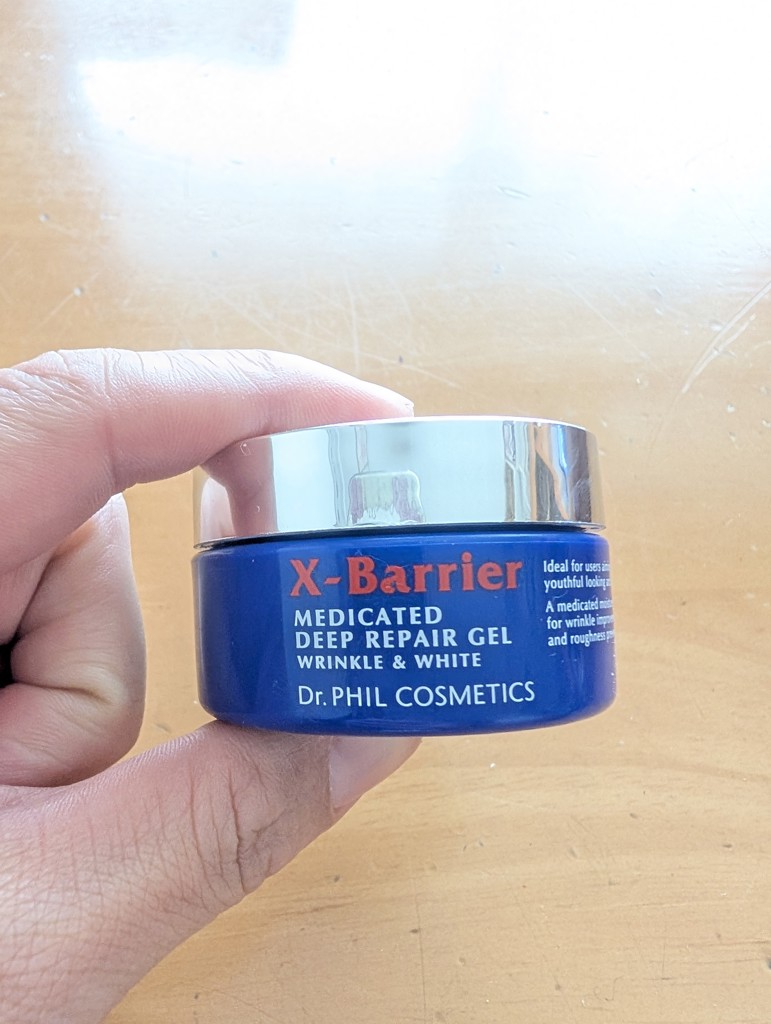 X-Barrier
MEDICATED
DEEP REPAIR GEL
WRINKLE & WHITE
Dr. PHIL COSMETICS
Ideal for users
youthful looking
A medicated
for wrinkle
and roughness